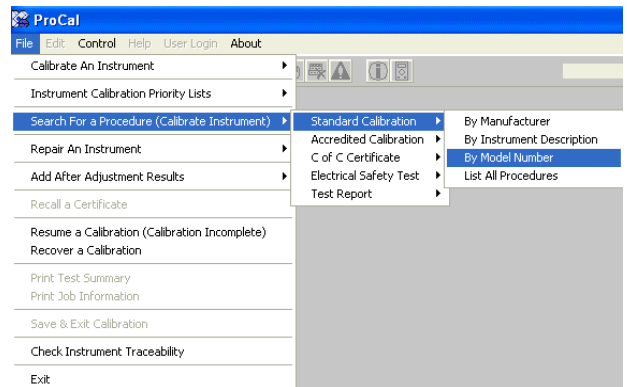 ProCal
File Edit Control Help User Login About
Calibrate An Instrument
Instrument Calibration Priority Lists
Search For a Procedure (Calibrate Instrument)
Repair An Instrument
Add After Adjustment Results
Recall a Certificate
Resume a Calibration (Calibration Incomplete)
Recover a Calibration
Print Test Summary
Print Job Information
Save & Exit Calibration
Check Instrument Traceability
Exit
Standard Calibration
Accredited Calibration
C of C Certificate
Electrical Safety Test
Test Report
By Manufacturer
By Instrument Description
By Model Number
List All Procedures